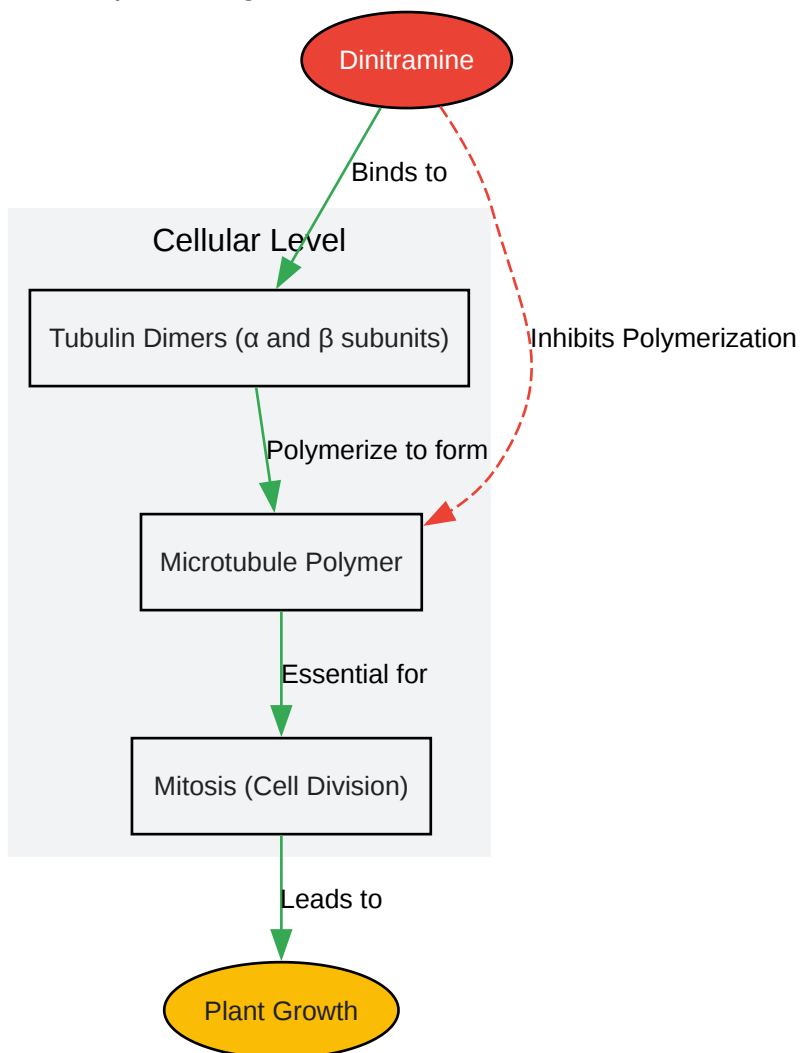 Dinitramine
Binds to
Cellular Level
Tubulin Dimers (α and β subunits)
Inhibits Polymerization
Polymerize to form
Microtubule Polymer
Essential for
Mitosis (Cell Division)
Leads to
Plant Growth